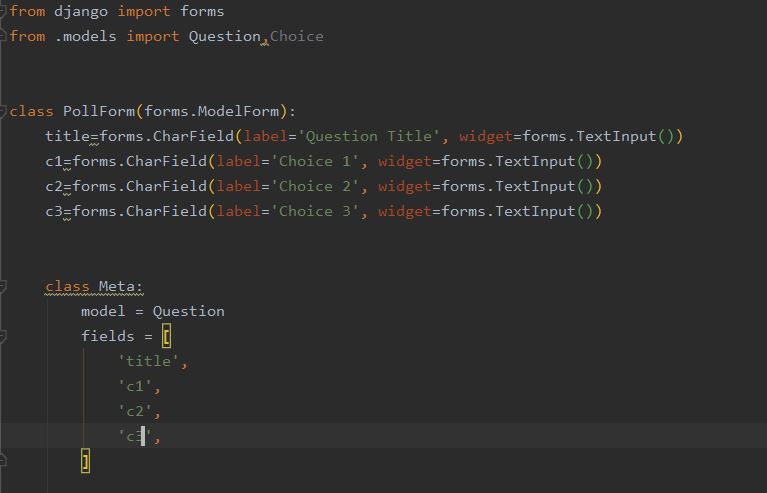 from django import forms
from .models import Question,Choice
class PollForm(forms.ModelForm):
title=forms.CharField(label='Question Title', widget=forms.TextInput())
c1=forms.CharField(label='Choice 1', widget=forms.TextInput())
c2=forms.CharField(label='Choice 2', widget=forms.TextInput())
c3=forms.CharField(label='Choice 3', widget=forms.TextInput())
class Meta:
model = Question
fields = [
'title',
'c1',
'c2',
'c3',
]